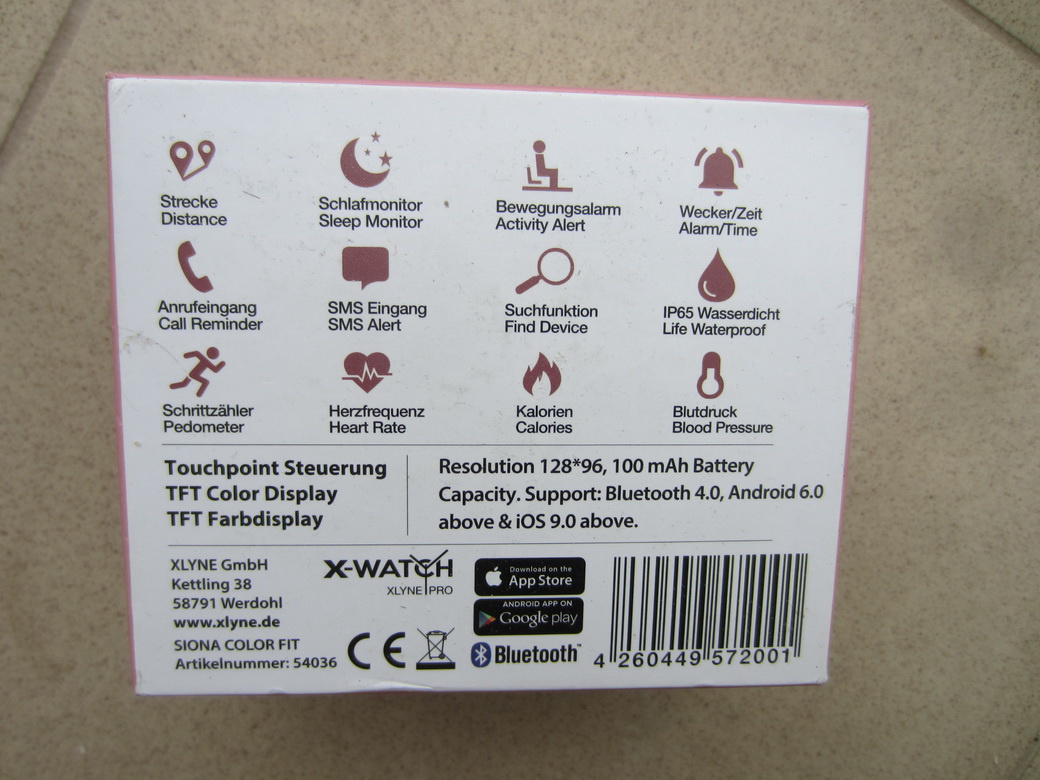 Strecke
Distance
Schlafmonitor
Sleep Monitor
Bewegungsalarm
Activity Alert
Wecker/Zeit
Alarm/Time
Anrufeingang
Call Reminder
SMS Eingang
SMS Alert
Suchfunktion
Find Device
IP65 Wasserdicht
Life Waterproof
Schrittzähler
Pedometer
Herzfrequenz
Heart Rate
Kalorien
Calories
Blutdruck
Blood Pressure
Touchpoint Steuerung
TFT Color Display
TFT Farbdisplay
Resolution 128*96, 100 mAh Battery
Capacity. Support: Bluetooth 4.0, Android 6.0
above & iOS 9.0 above.
XLYNE GmbH
Kettling 38
58791 Werdohl
www.xlyne.de
SIONA COLOR FIT
Artikelnummer: 54036
X-WATCH
XLYNE PRO
CE
Download on the
App Store
ANDROID APP ON
Google play
Bluetooth™
4 260449 572001